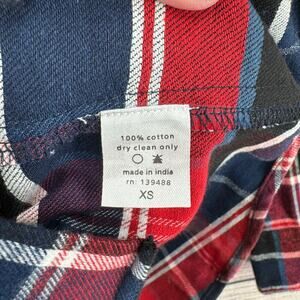 100% cotton
dry clean only
made in india
rn: 139488
XS